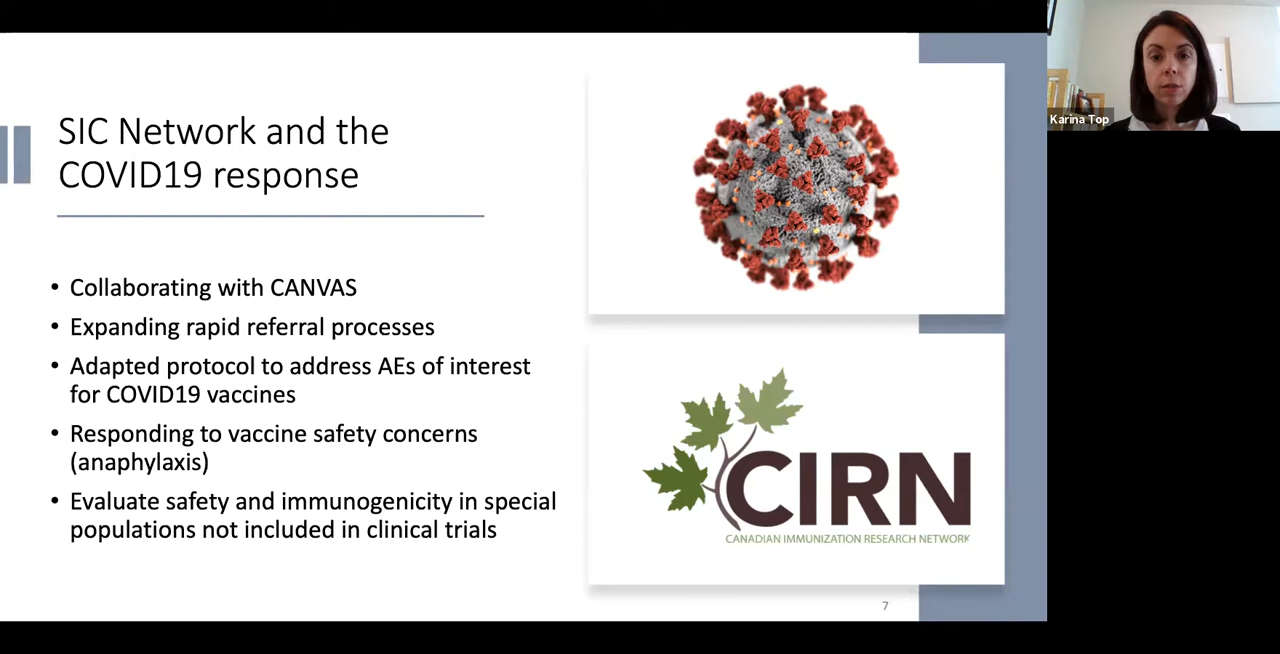 SIC Network and the
COVID19 response
• Collaborating with CANVAS
• Expanding rapid referral processes
• Adapted protocol to address AEs of interest
for COVID19 vaccines
• Responding to vaccine safety concerns
(anaphylaxis)
• Evaluate safety and immunogenicity in special
populations not included in clinical trials
CIRN
CANADIAN IMMUNIZATION RESEARCH NETWORK
7
Karina Top